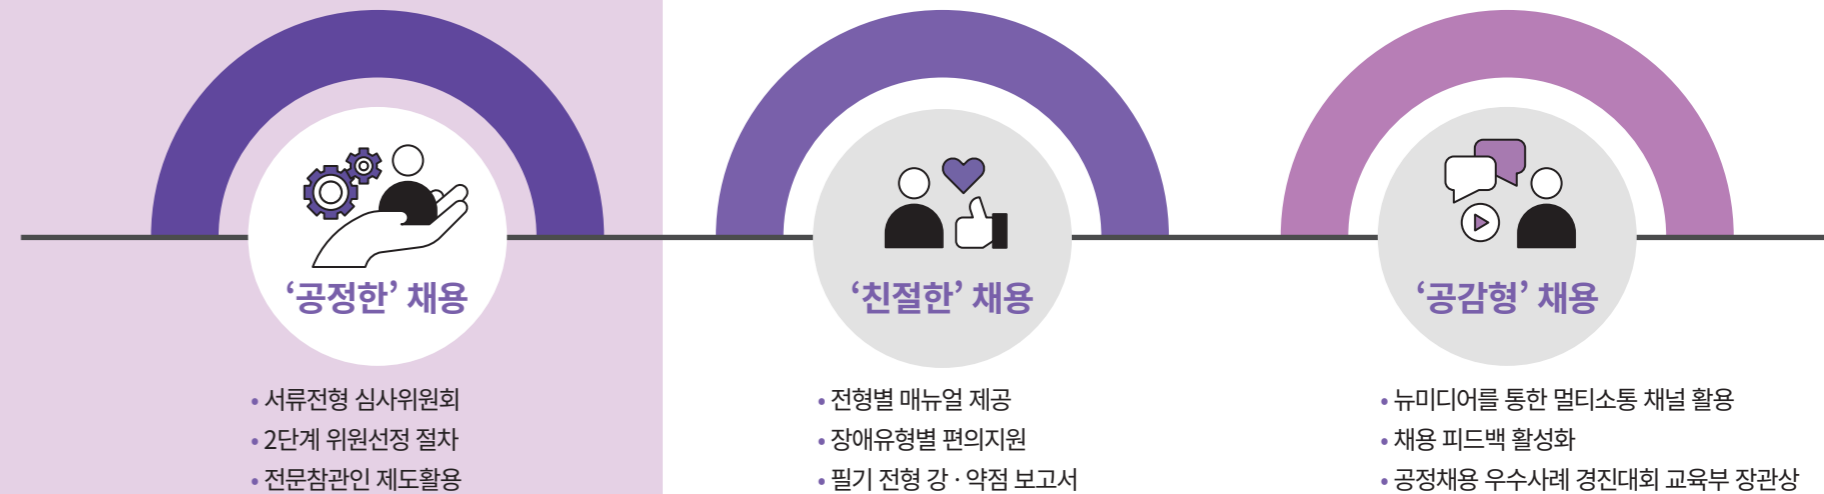 ‘공정한’ 채용
• 서류전형 심사위원회
• 2단계 위원선정 절차
• 전문참관인 제도활용
‘친절한’ 채용
• 전형별 매뉴얼 제공
• 장애유형별 편의지원
• 필기 전형 강 · 약점 보고서
‘공감형’ 채용
• 뉴미디어를 통한 멀티소통 채널 활용
• 채용 피드백 활성화
• 공정채용 우수사례 경진대회 교육부 장관상